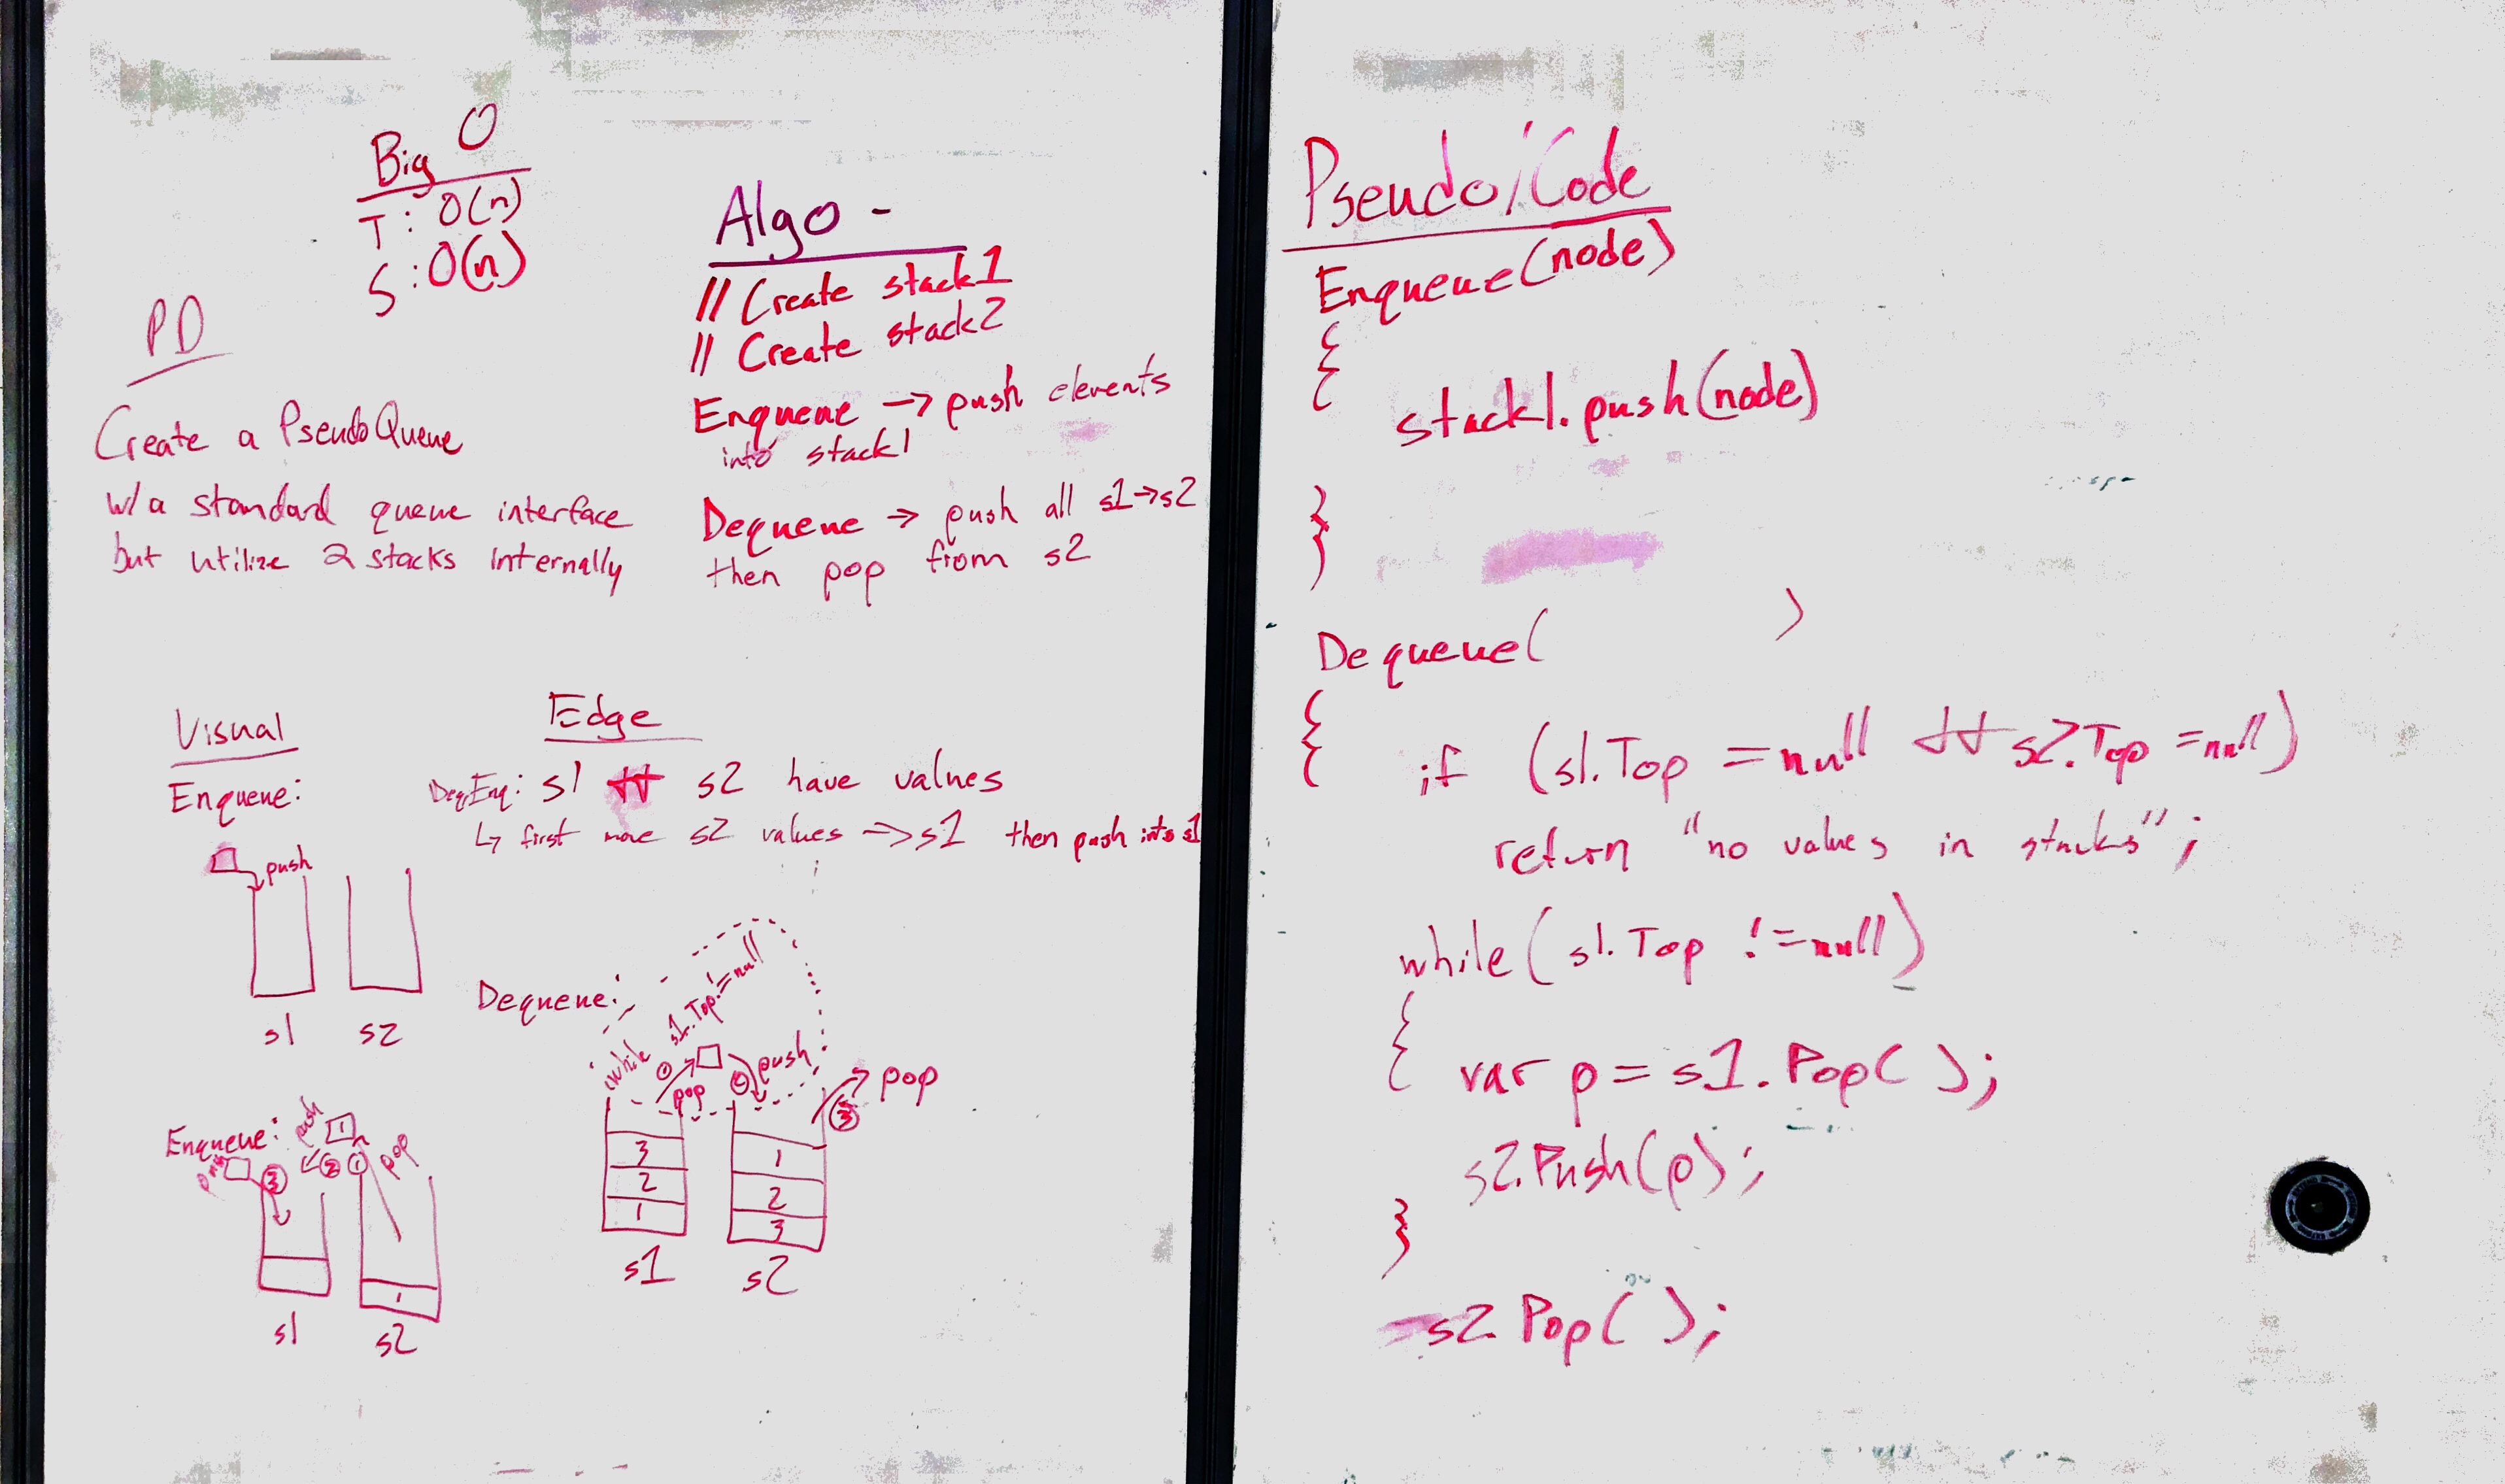 Big O
T: O(n)
S: O(n)
PD
Create a PseudoQueue
w/a standard queue interface
but utilize 2 stacks internally
Algo -
// Create stack1
// Create stack2
Enqueue → push elements
into stack1
Dequeue → push all s1→s2
then pop from s2
Visual
Enqueue:
push
s1 s2
Enqueue:
push 1 pop
push 3 2 1
1
s1 s2
Edge
Enq: s1 && s2 have values
↳ first move s2 values => s1 then push into s1
Dequeue:
while s1.Top != null
1 pop 2 push
3 pop
3 1
2 2
1 3
s1 s2
Pseudo/Code
Enqueue(node)
{
stack1.push(node)
}
Dequeue( )
{ if (s1.Top = null && s2.Top = null)
return "no values in stacks";
while (s1.Top != null)
{ var p = s1.Pop( );
s2.Push(p);
}
s2.Pop( );